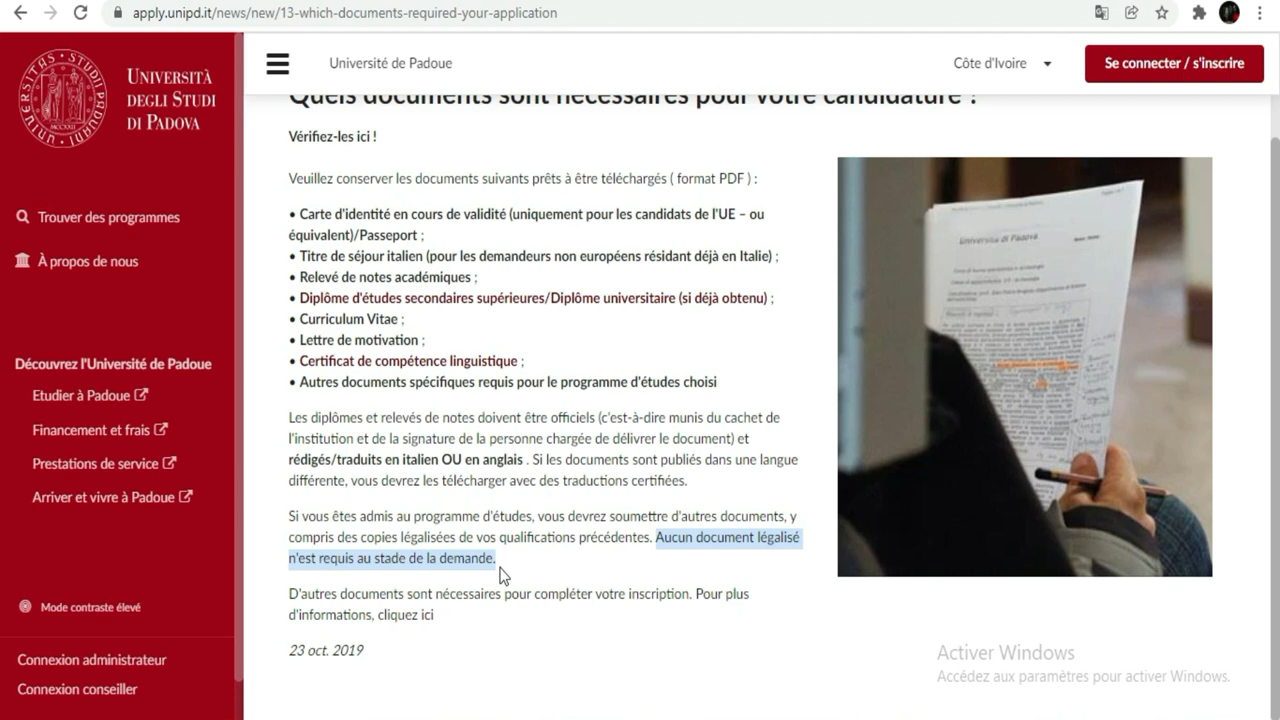 apply.unipd.it/news/new/13-which-documents-required-your-application
UNIVERSITÀ
DEGLI STUDI
DI PADOVA
Trouver des programmes
À propos de nous
Découvrez l'Université de Padoue
Etudier à Padoue
Financement et frais
Prestations de service
Arriver et vivre à Padoue
Mode contraste élevé
Connexion administrateur
Connexion conseiller
Université de Padoue
Côte d'Ivoire
Se connecter / s'inscrire
Quels documents sont nécessaires pour votre candidature ?
Vérifiez-les ici !
Veuillez conserver les documents suivants prêts à être téléchargés ( format PDF ) :
• Carte d'identité en cours de validité (uniquement pour les candidats de l'UE – ou
équivalent)/Passeport ;
• Titre de séjour italien (pour les demandeurs non européens résidant déjà en Italie) ;
• Relevé de notes académiques ;
• Diplôme d'études secondaires supérieures/Diplôme universitaire (si déjà obtenu) ;
• Curriculum Vitae ;
• Lettre de motivation ;
• Certificat de compétence linguistique ;
• Autres documents spécifiques requis pour le programme d'études choisi
Les diplômes et relevés de notes doivent être officiels (c'est-à-dire munis du cachet de
l'institution et de la signature de la personne chargée de délivrer le document) et
rédigés/traduits en italien OU en anglais . Si les documents sont publiés dans une langue
différente, vous devrez les télécharger avec des traductions certifiées.
Si vous êtes admis au programme d'études, vous devrez soumettre d'autres documents, y
compris des copies légalisées de vos qualifications précédentes. Aucun document légalisé
n'est requis au stade de la demande.
D'autres documents sont nécessaires pour compléter votre inscription. Pour plus
d'informations, cliquez ici
23 oct. 2019
Università di Padova
Activer Windows
Accédez aux paramètres pour activer Windows.